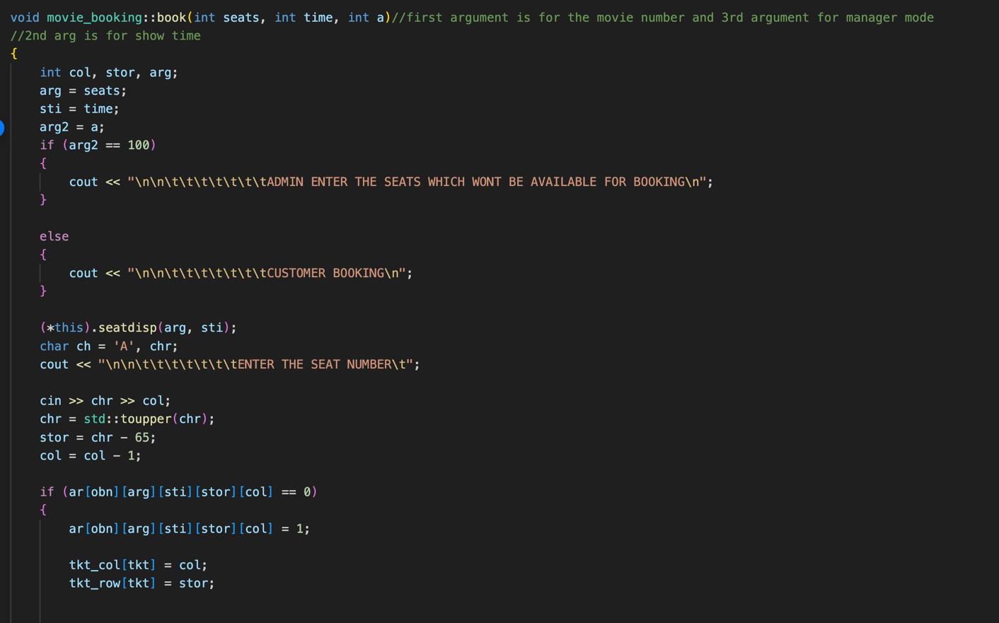 void movie_booking::book(int seats, int time, int a)//first argument is for the movie number and 3rd argument for manager mode
//2nd arg is for show time
{
    int col, stor, arg;
    arg = seats;
    sti = time;
    arg2 = a;
    if (arg2 == 100)
    {
        cout << "\n\n\t\t\t\t\t\t\tADMIN ENTER THE SEATS WHICH WONT BE AVAILABLE FOR BOOKING\n";
    }
    else
    {
        cout << "\n\n\t\t\t\t\t\t\tCUSTOMER BOOKING\n";
    }
    (*this).seatdisp(arg, sti);
    char ch = 'A', chr;
    cout << "\n\n\t\t\t\t\t\t\tENTER THE SEAT NUMBER\t";
    cin >> chr >> col;
    chr = std::toupper(chr);
    stor = chr - 65;
    col = col - 1;
    if (ar[obn][arg][sti][stor][col] == 0)
    {
        ar[obn][arg][sti][stor][col] = 1;
        tkt_col[tkt] = col;
        tkt_row[tkt] = stor;